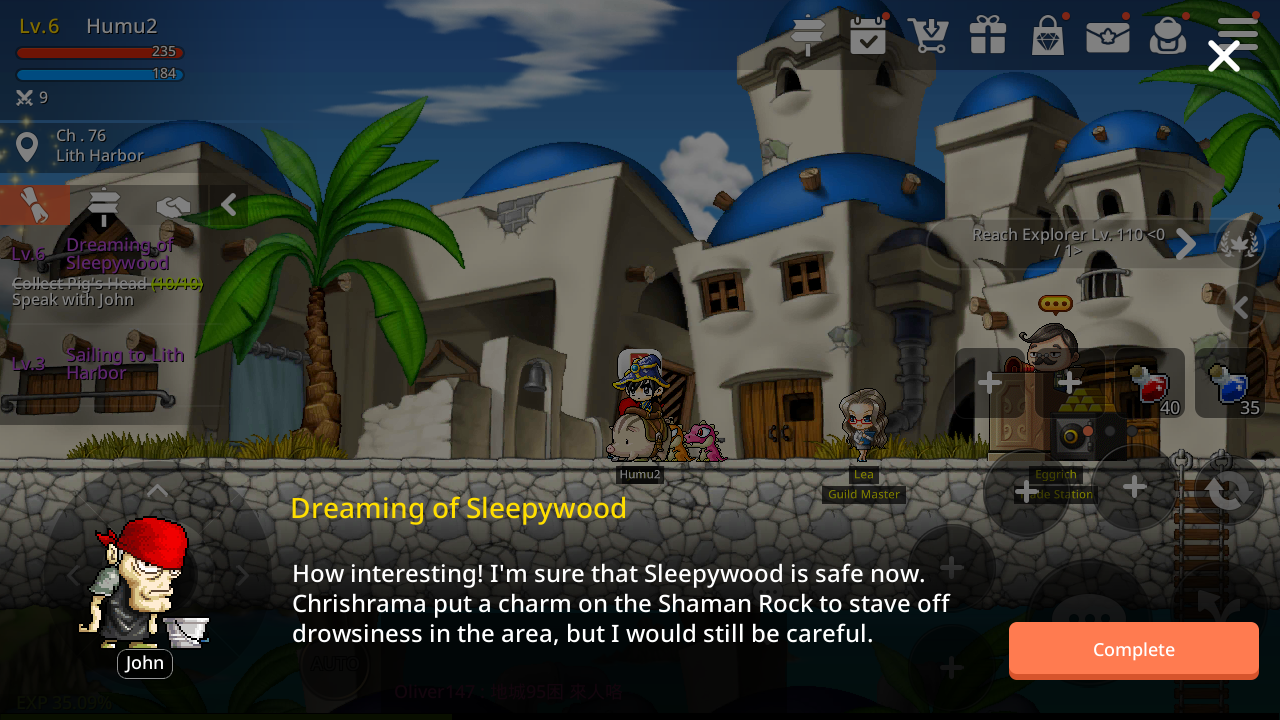 Lv.6 Humu2
235
184
9
Ch . 76
Lith Harbor
Lv.6 Dreaming of
Sleepywood
Collect Pig's Head (10/10)
Speak with John
Lv.3 Sailing to Lith
Harbor
Reach Explorer Lv. 110 <0
/ 1>
40
35
Humu2
Lea
Guild Master
Eggrich
de Station
Dreaming of Sleepywood
How interesting! I'm sure that Sleepywood is safe now.
Chrishrama put a charm on the Shaman Rock to stave off
drowsiness in the area, but I would still be careful.
John
Complete
AUTO
EXP 35.09%